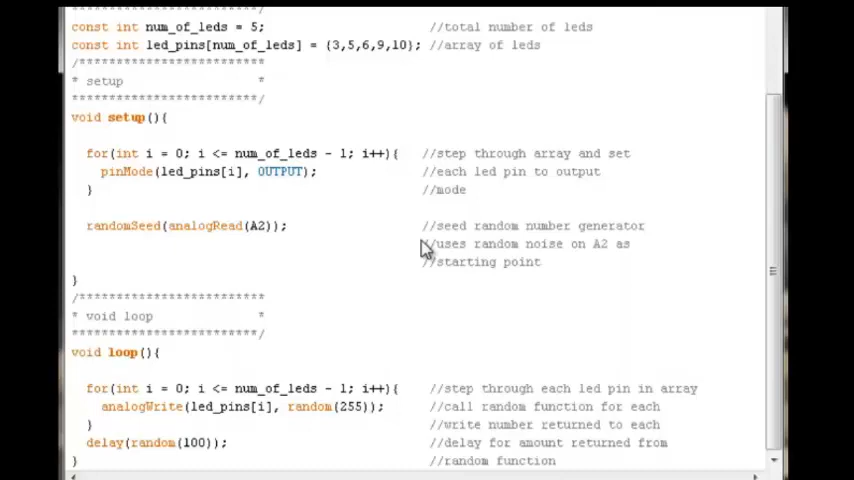 const int num_of_leds = 5; //total number of leds
const int led_pins[num_of_leds] = {3,5,6,9,10}; //array of leds
/*************************
* setup *
*************************/
void setup(){
for(int i = 0; i <= num_of_leds - 1; i++){ //step through array and set
pinMode(led_pins[i], OUTPUT); //each led pin to output
} //mode
randomSeed(analogRead(A2)); //seed random number generator
//uses random noise on A2 as
//starting point
}
/*************************
* void loop *
*************************/
void loop(){
for(int i = 0; i <= num_of_leds - 1; i++){ //step through each led pin in array
analogWrite(led_pins[i], random(255)); //call random function for each
} //write number returned to each
delay(random(100)); //delay for amount returned from
} //random function